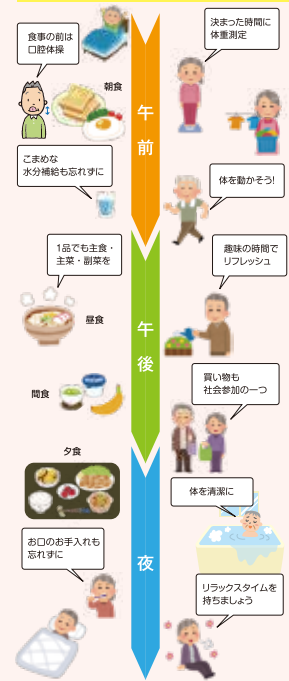 食事の前は
口腔体操
決まった時間に
体重測定
朝食
午前
こまめな
水分補給も忘れずに
体を動かそう!
1品でも主食・
主菜・副菜を
趣味の時間で
リフレッシュ
昼食
午後
買い物も
社会参加の一つ
間食
夕食
体を清潔に
お口のお手入れも
忘れずに
夜
リラックスタイムを
持ちましょう